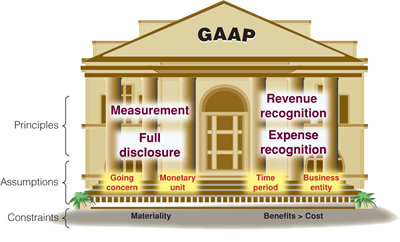 GAAP
Principles
Measurement
Full
disclosure
Revenue
recognition
Expense
recognition
Assumptions
Going
concern
Monetary
unit
Time
period
Business
entity
Constraints
Materiality
Benefits > Cost